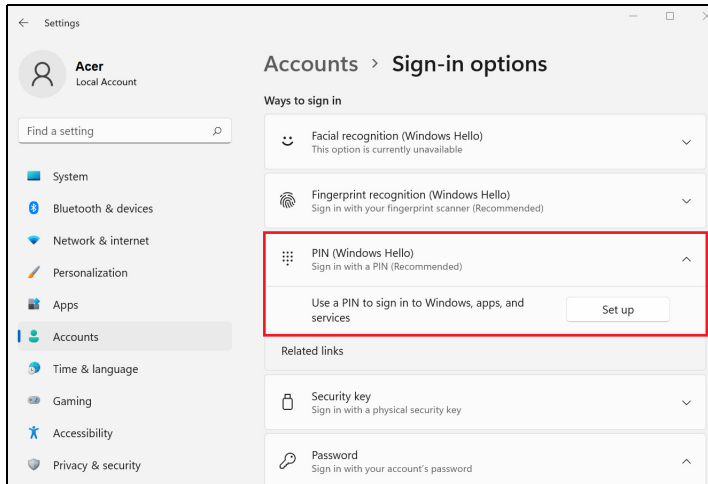 Settings
Acer
Local Account
Find a setting
System
Bluetooth & devices
Network & internet
Personalization
Apps
Accounts
Time & language
Gaming
Accessibility
Privacy & security
Accounts > Sign-in options
Ways to sign in
Facial recognition (Windows Hello)
This option is currently unavailable
Fingerprint recognition (Windows Hello)
Sign in with your fingerprint scanner (Recommended)
PIN (Windows Hello)
Sign in with a PIN (Recommended)
Use a PIN to sign in to Windows, apps, and
services
Set up
Related links
Security key
Sign in with a physical security key
Password
Sign in with your account's password